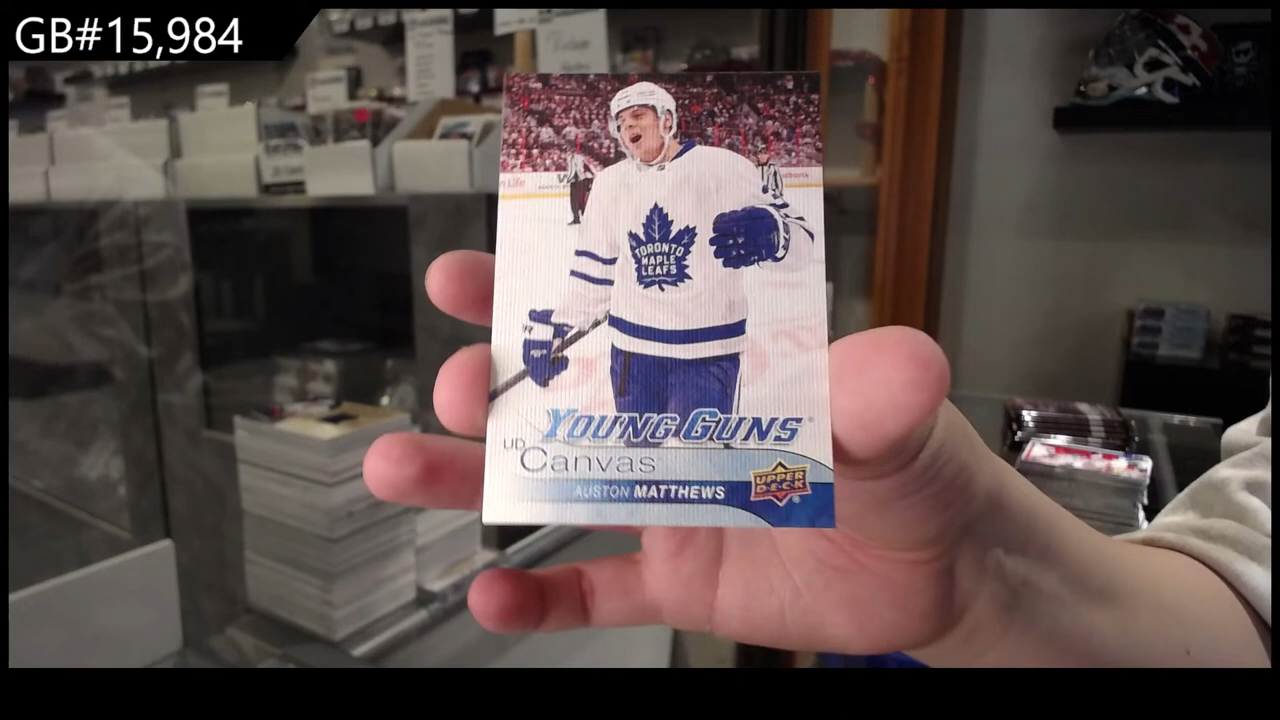 GB#15,984
TORONTO
MAPLE
LEAFS
YOUNG GUNS
UD
Canvas
AUSTON MATTHEWS
UPPER
DECK